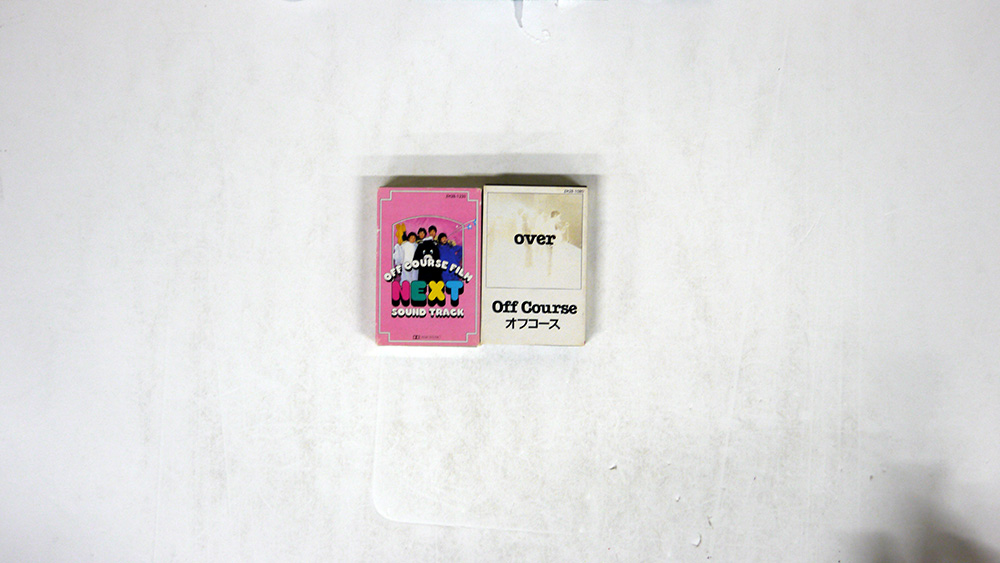 OFF COURSE FILM
NEXT
SOUND TRACK
over
Off Course
オフコース